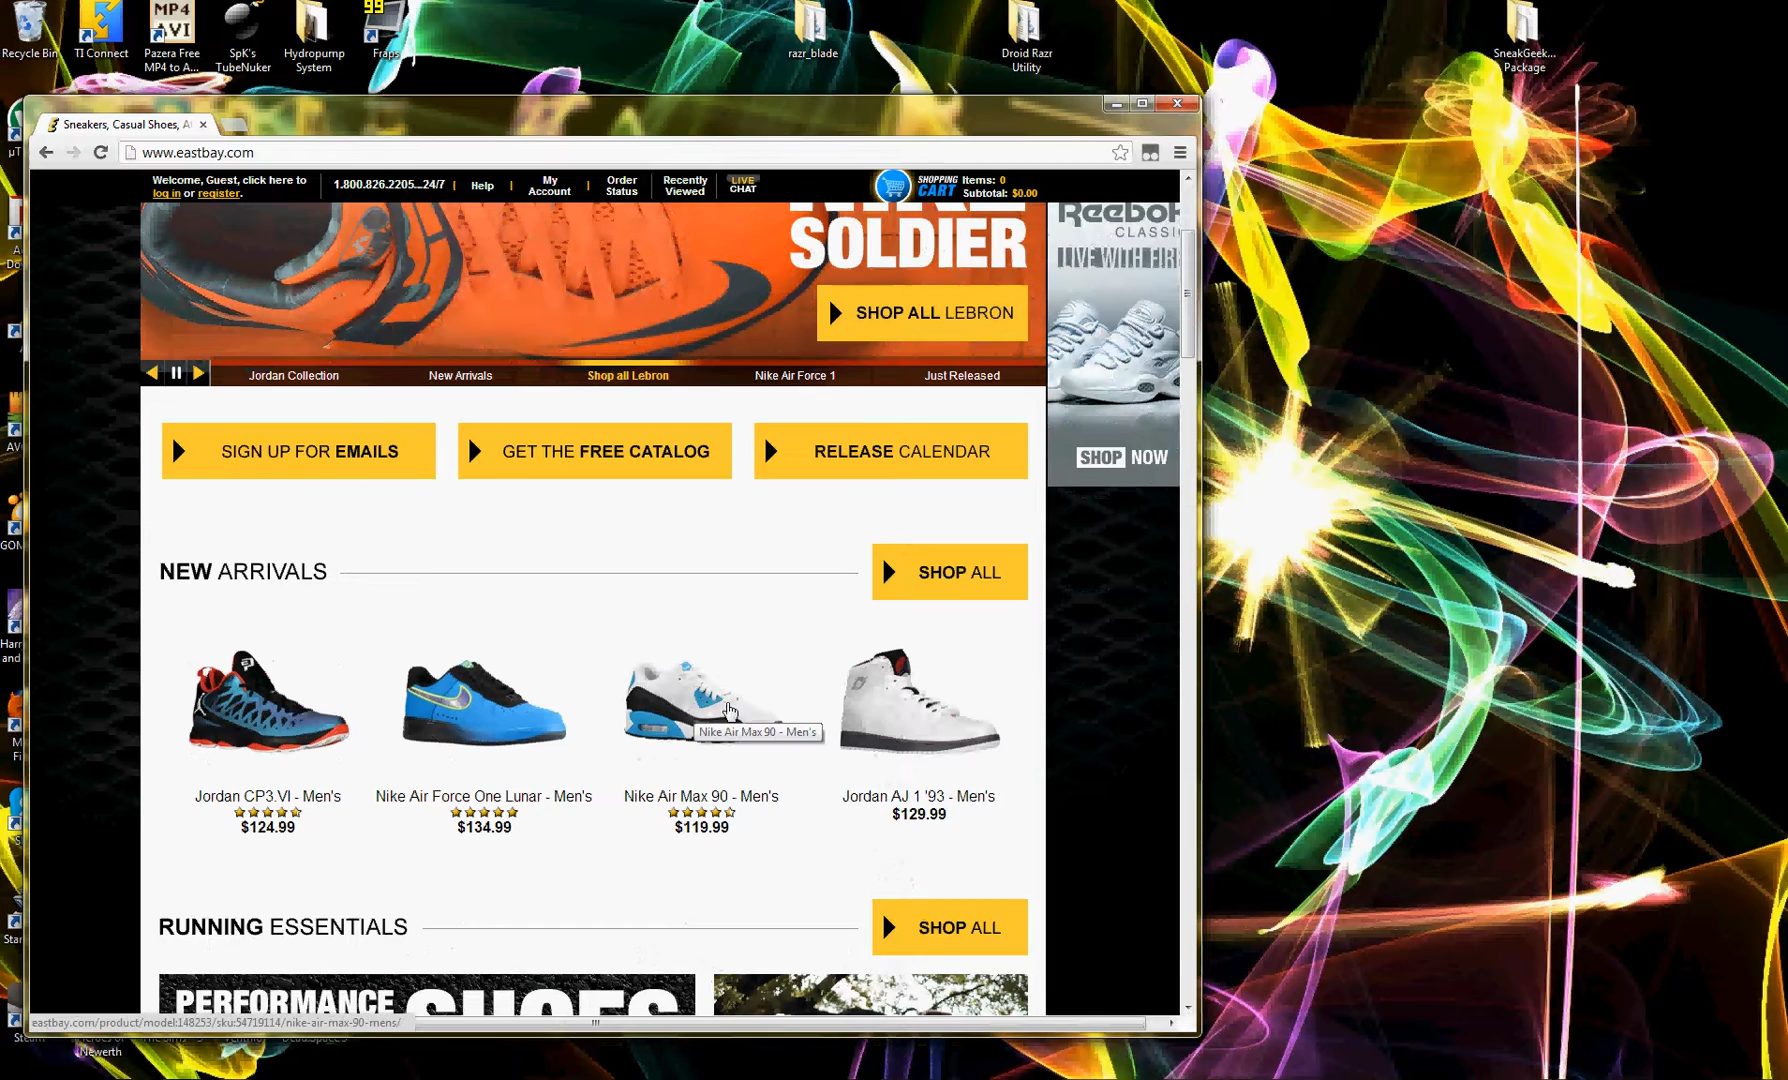 Recycle Bin
TI Connect
MP4
AVI
Pazera Free
MP4 to A...
SpK's
TubeNuker
Hydropump
System
99
Fraps
razr_blade
Droid Razr
Utility
SneakGeek...
Package
Sneakers, Casual Shoes, At
www.eastbay.com
Welcome, Guest, click here to
log in or register.
1.800.826.2205...24/7
Help
My
Account
Order
Status
Recently
Viewed
LIVE
CHAT
SHOPPING
CART
Items: 0
Subtotal: $0.00
SOLDIER
SHOP ALL LEBRON
Reebok
CLASSI
LIVE WITH FIR
SHOP NOW
Jordan Collection
New Arrivals
Shop all Lebron
Nike Air Force 1
Just Released
SIGN UP FOR EMAILS
GET THE FREE CATALOG
RELEASE CALENDAR
NEW ARRIVALS
SHOP ALL
Nike Air Max 90 - Men's
Jordan CP3.VI - Men's
$124.99
Nike Air Force One Lunar - Men's
$134.99
Nike Air Max 90 - Men's
$119.99
Jordan AJ 1 '93 - Men's
$129.99
RUNNING ESSENTIALS
SHOP ALL
PERFORMANCE
SHOES
eastbay.com/product/model:148253/sku:54719114/nike-air-max-90-mens/
Newerth